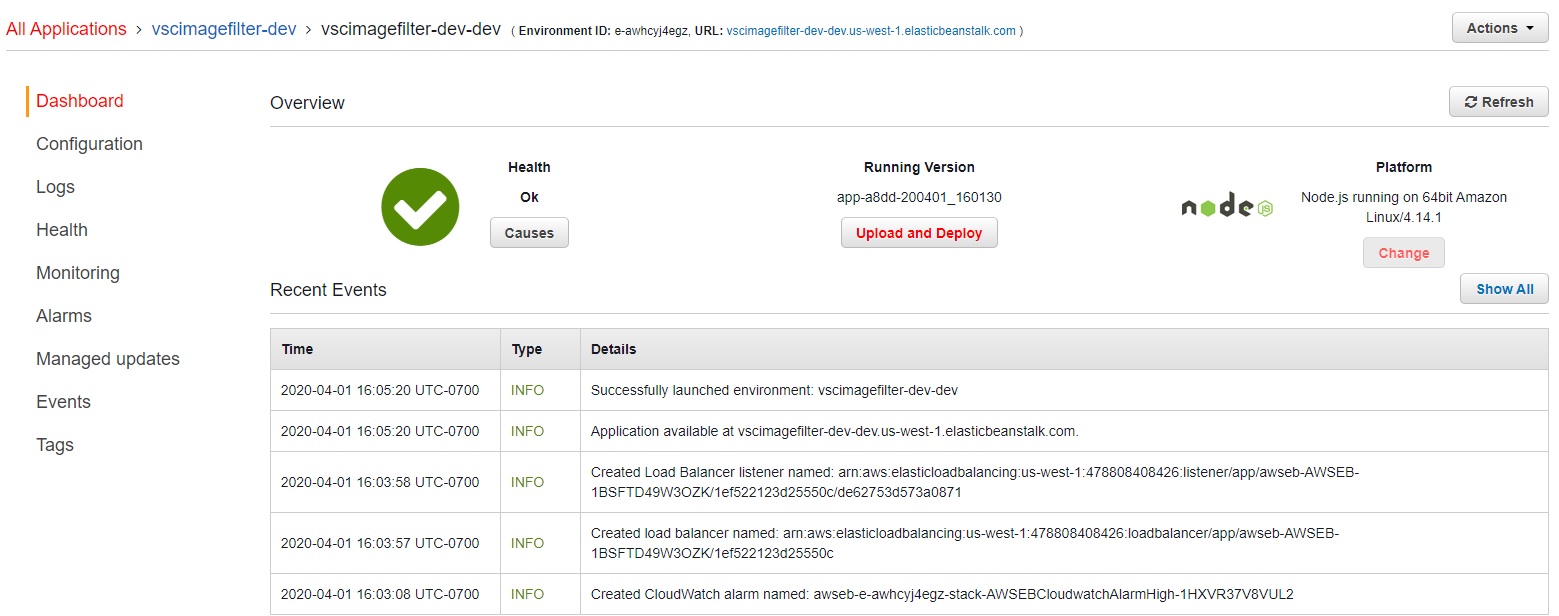 All Applications › vscimagefilter-dev › vscimagefilter-dev-dev ( Environment ID: e-awhcyj4egz, URL: vscimagefilter-dev-dev.us-west-1.elasticbeanstalk.com )
Actions
Dashboard
Configuration
Logs
Health
Monitoring
Alarms
Managed updates
Events
Tags
Overview
Refresh
Health
Ok
Causes
Running Version
app-a8dd-200401_160130
Upload and Deploy
node JS
Platform
Node.js running on 64bit Amazon
Linux/4.14.1
Change
Recent Events
Show All
Time Type Details
2020-04-01 16:05:20 UTC-0700 INFO Successfully launched environment: vscimagefilter-dev-dev
2020-04-01 16:05:20 UTC-0700 INFO Application available at vscimagefilter-dev-dev.us-west-1.elasticbeanstalk.com.
2020-04-01 16:03:58 UTC-0700 INFO Created Load Balancer listener named: arn:aws:elasticloadbalancing:us-west-1:478808408426:listener/app/awseb-AWSEB-
1BSFTD49W3OZK/1ef522123d25550c/de62753d573a0871
2020-04-01 16:03:57 UTC-0700 INFO Created load balancer named: arn:aws:elasticloadbalancing:us-west-1:478808408426:loadbalancer/app/awseb-AWSEB-
1BSFTD49W3OZK/1ef522123d25550c
2020-04-01 16:03:08 UTC-0700 INFO Created CloudWatch alarm named: awseb-e-awhcyj4egz-stack-AWSEBCloudwatchAlarmHigh-1HXVR37V8VUL2